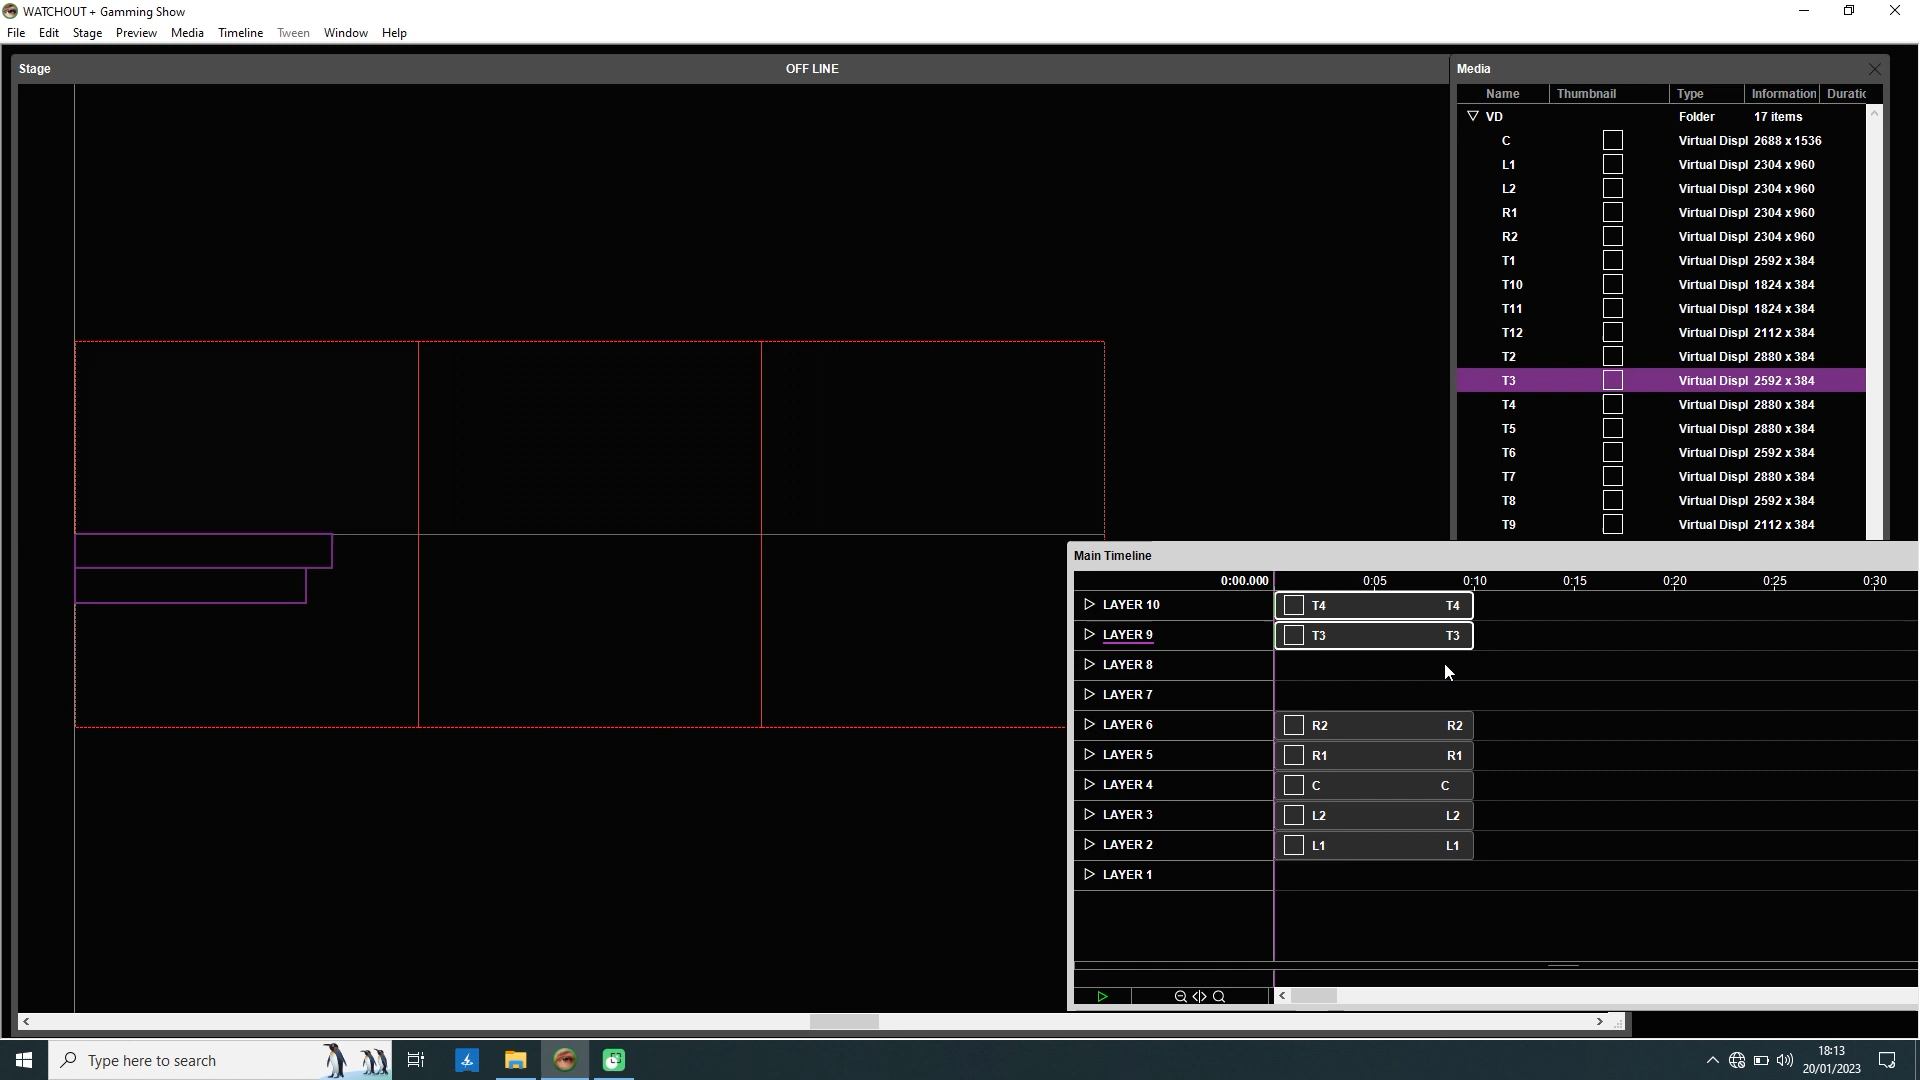 WATCHOUT + Gamming Show
File Edit Stage Preview Media Timeline Tween Window Help
Stage OFF LINE
Media
Name Thumbnail Type Information Duratic
VD Folder 17 items
C Virtual Displ 2688 x 1536
L1 Virtual Displ 2304 x 960
L2 Virtual Displ 2304 x 960
R1 Virtual Displ 2304 x 960
R2 Virtual Displ 2304 x 960
T1 Virtual Displ 2592 x 384
T10 Virtual Displ 1824 x 384
T11 Virtual Displ 1824 x 384
T12 Virtual Displ 2112 x 384
T2 Virtual Displ 2880 x 384
T3 Virtual Displ 2592 x 384
T4 Virtual Displ 2880 x 384
T5 Virtual Displ 2880 x 384
T6 Virtual Displ 2592 x 384
T7 Virtual Displ 2880 x 384
T8 Virtual Displ 2592 x 384
T9 Virtual Displ 2112 x 384
Main Timeline
0:00.000 0:05 0:10 0:15 0:20 0:25 0:30
LAYER 10 T4 T4
LAYER 9 T3 T3
LAYER 8
LAYER 7
LAYER 6 R2 R2
LAYER 5 R1 R1
LAYER 4 C C
LAYER 3 L2 L2
LAYER 2 L1 L1
LAYER 1
Type here to search
18:13
20/01/2023